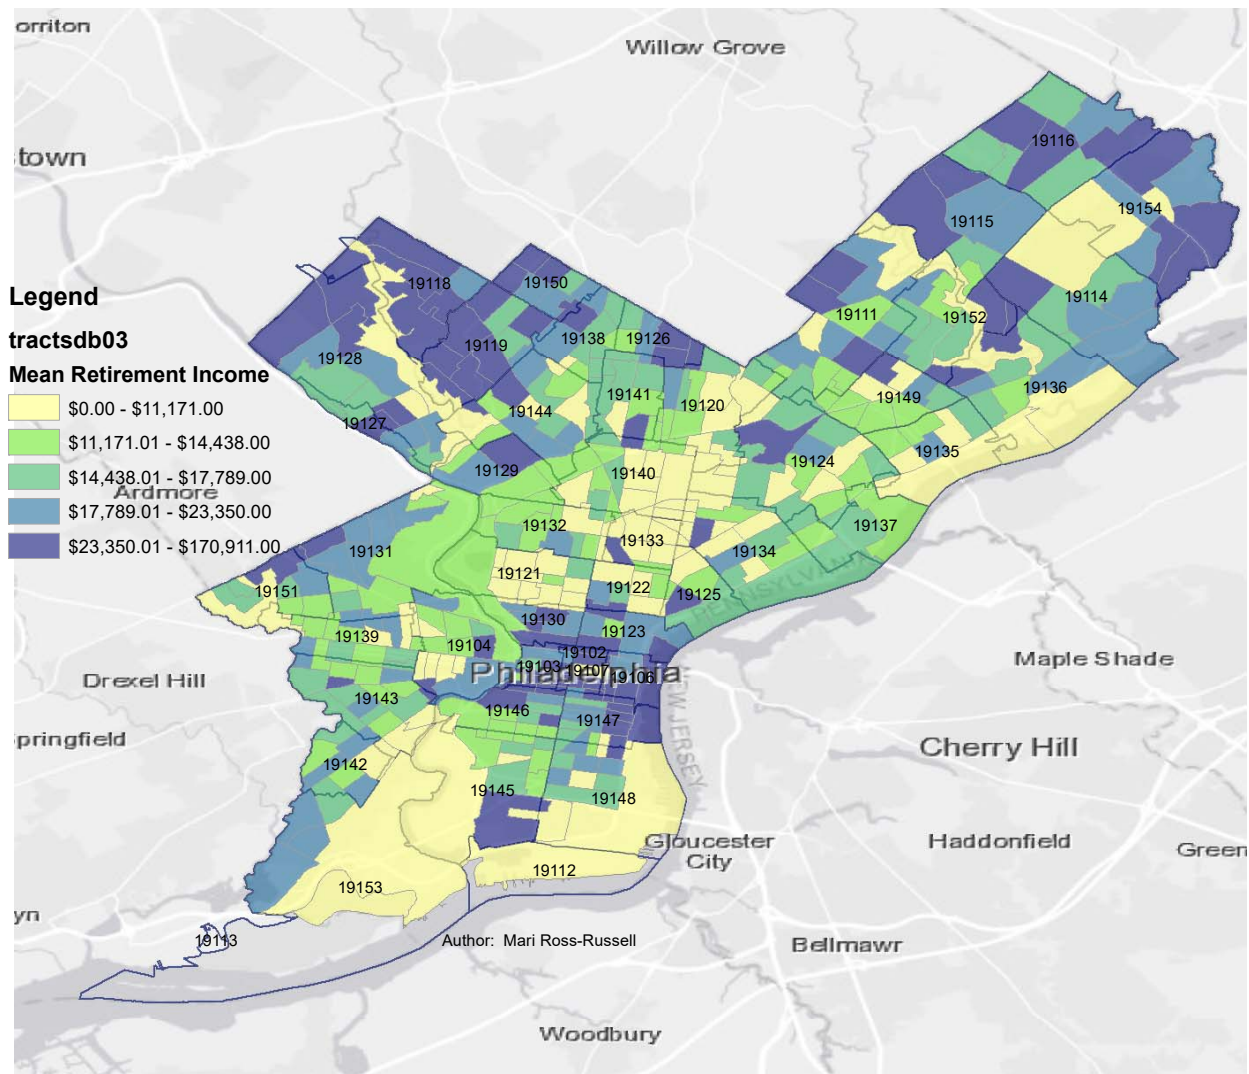 orriton
Willow Grove
town
19116
19154
19115
19118
19150
Legend
19114
19111
19152
tractsdb03
19138
19126
19119
19128
Mean Retirement Income
19136
19141
19149
19120
$0.00 - $11,171.00
19144
19127
$11,171.01 - $14,438.00
19135
19124
19129
19140
$14,438.01 - $17,789.00
Ardmore
$17,789.01 - $23,350.00
19132
19137
19133
$23,350.01 - $170,911.00
19131
19134
19121
PENNSYLVANIA
19122
19151
19125
19130
19123
19139
19104
19102
Maple Shade
19103
19107
Philadelphia
19106
Drexel Hill
19143
NEW JERSEY
19146
19147
pringfield
Cherry Hill
19142
19145
19148
Gloucester
City
Haddonfield
Green
19112
19153
yn
19113
Author:  Mari Ross-Russell
Bellmawr
Woodbury